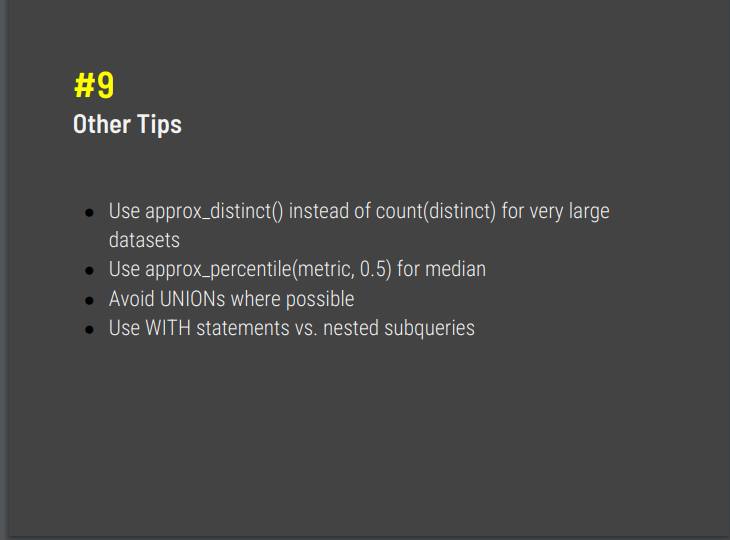 #9
Other Tips
● Use approx_distinct() instead of count(distinct) for very large
datasets
● Use approx_percentile(metric, 0.5) for median
● Avoid UNIONs where possible
● Use WITH statements vs. nested subqueries